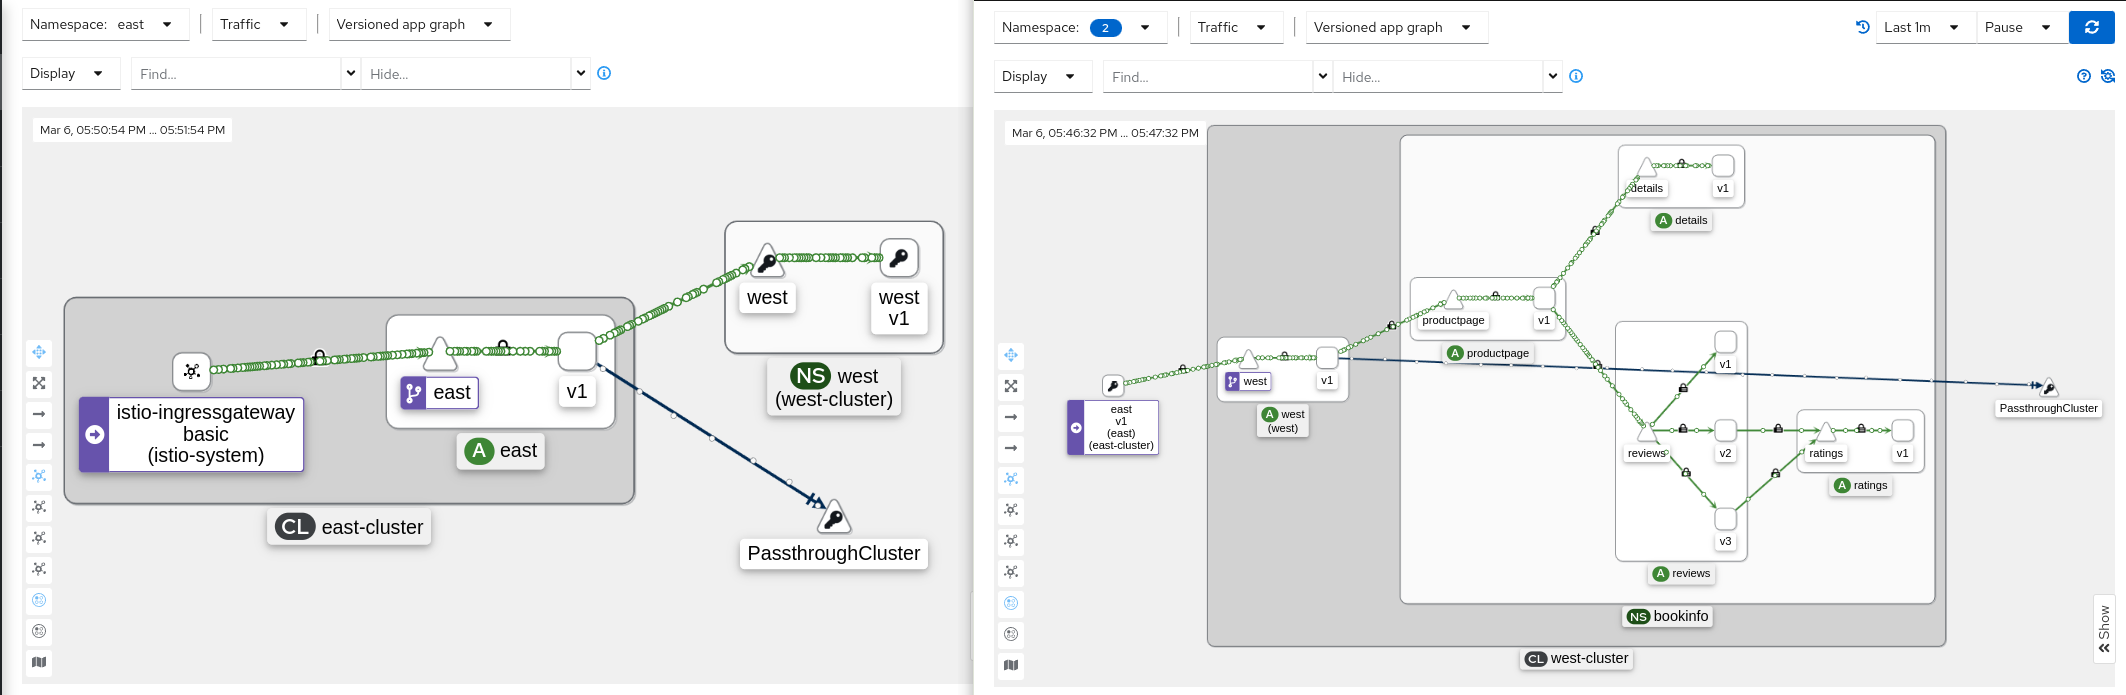 Namespace: east
Traffic
Versioned app graph
Display
Find...
Hide...
Mar 6, 05:50:54 PM ... 05:51:54 PM
west
west
v1
NS west
(west-cluster)
east
v1
A east
istio-ingressgateway
basic
(istio-system)
CL east-cluster
PassthroughCluster
Namespace: 2
Traffic
Versioned app graph
Last 1m
Pause
Display
Find...
Hide...
Mar 6, 05:46:32 PM ... 05:47:32 PM
details
v1
A details
productpage
v1
A productpage
west
v1
A west
(west)
east
v1
(east)
(east-cluster)
v1
reviews
v2
v3
A reviews
ratings
v1
A ratings
PassthroughCluster
NS bookinfo
CL west-cluster
Show